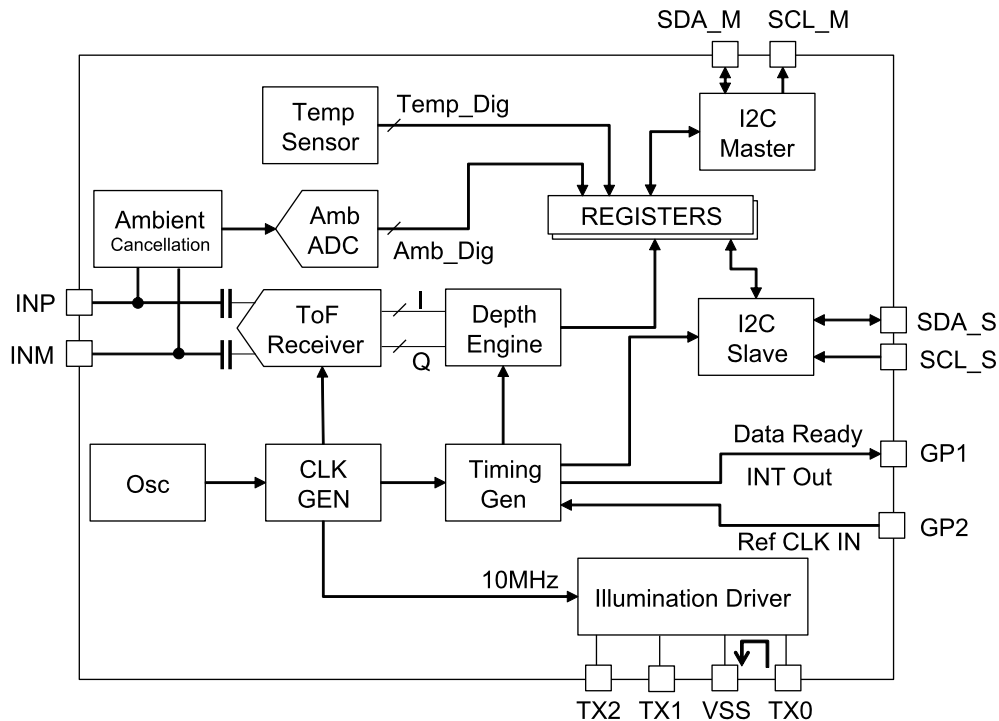 SDA_M
SCL_M
Temp
Sensor
Temp_Dig
I2C
Master
Ambient
Cancellation
Amb
ADC
Amb_Dig
REGISTERS
INP
INM
ToF
Receiver
I
Q
Depth
Engine
I2C
Slave
SDA_S
SCL_S
Osc
CLK
GEN
Timing
Gen
Data Ready
INT Out
GP1
Ref CLK IN
GP2
10MHz
Illumination Driver
TX2
TX1
VSS
TX0